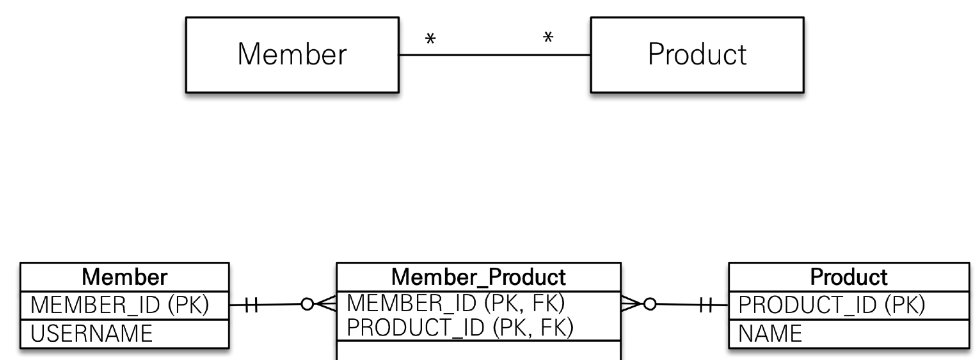 Member * * Product
Member
MEMBER_ID (PK)
USERNAME
Member_Product
MEMBER_ID (PK, FK)
PRODUCT_ID (PK, FK)
Product
PRODUCT_ID (PK)
NAME